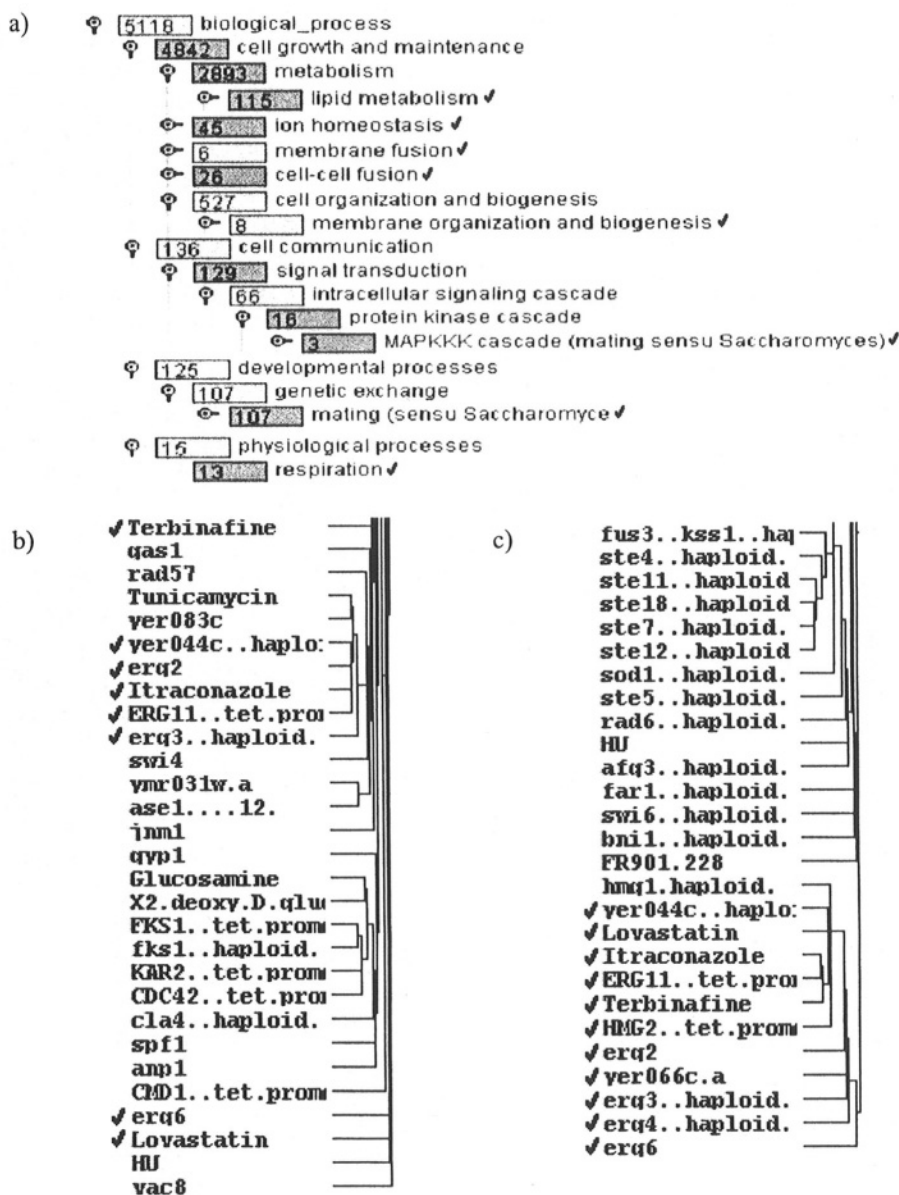 a)
5118 biological_process
4842 cell growth and maintenance
2893 metabolism
115 lipid metabolism ✓
45 ion homeostasis ✓
6 membrane fusion ✓
26 cell-cell fusion ✓
527 cell organization and biogenesis
8 membrane organization and biogenesis ✓
136 cell communication
129 signal transduction
66 intracellular signaling cascade
16 protein kinase cascade
3 MAPKKK cascade (mating sensu Saccharomyces) ✓
125 developmental processes
107 genetic exchange
107 mating (sensu Saccharomyce ✓
15 physiological processes
13 respiration ✓
b)
✓ Terbinafine
gas1
rad57
Tunicamycin
yer083c
✓ yer044c..haplo:
✓ erg2
✓ Itraconazole
✓ ERG11..tet.prom
✓ erg3..haploid.
swi4
ymr031w.a
ase1....12.
jnm1
gyp1
Glucosamine
X2.deoxy.D.gluc
FKS1..tet.prom
fks1..haploid.
KAR2..tet.prom
CDC42..tet.prom
cla4..haploid.
spf1
anp1
CMD1..tet.prom
✓ erg6
✓ Lovastatin
HU
vac8
c)
fus3..kss1..hap
ste4..haploid.
ste11..haploid
ste18..haploid
ste7..haploid.
ste12..haploid
sod1..haploid.
ste5..haploid.
rad6..haploid.
HU
afg3..haploid.
far1..haploid.
swi6..haploid.
bni1..haploid.
FR901.228
hmg1.haploid.
✓ yer044c..haplo:
✓ Lovastatin
✓ Itraconazole
✓ ERG11..tet.prom
✓ Terbinafine
✓ HMG2..tet.prom
✓ erg2
✓ yer066c.a
✓ erg3..haploid.
✓ erg4..haploid.
✓ erg6